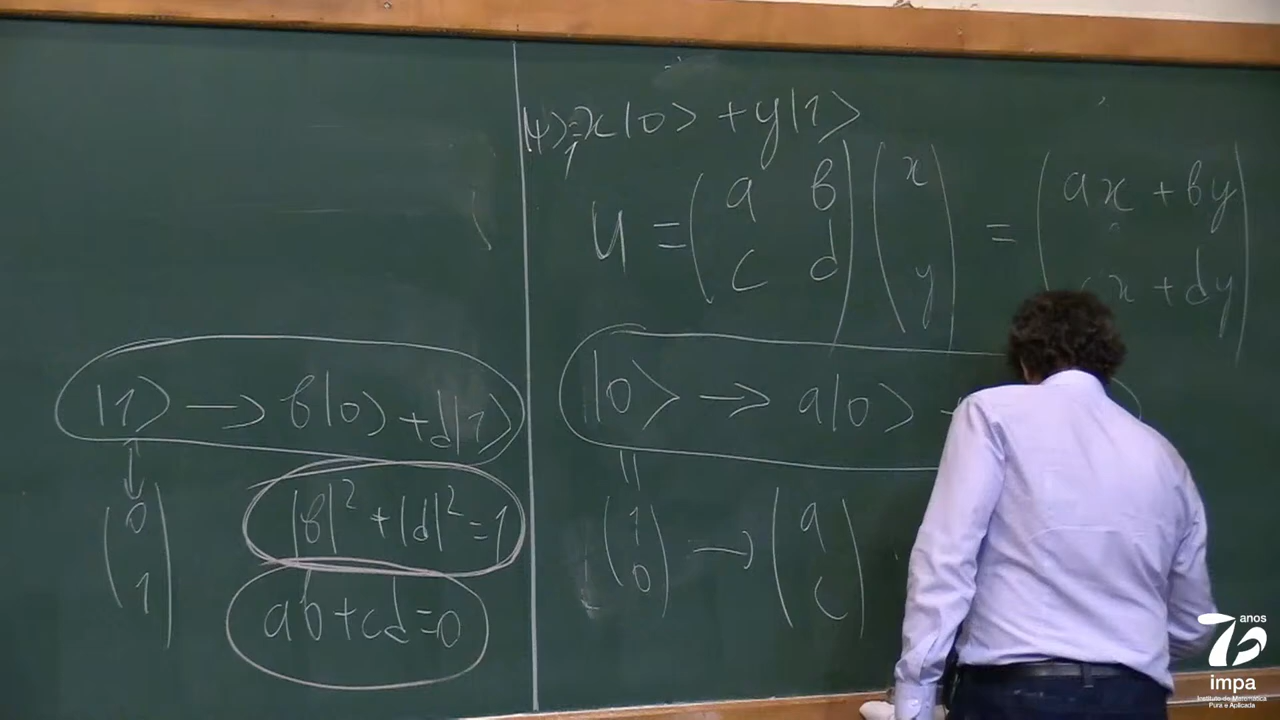 |1⟩ → b|0⟩ + d|1⟩
↕
(0
1)
|b|² + |d|² = 1
ab + cd = 0
|ψ⟩ = x|0⟩ + y|1⟩
U = (a b
c d) (x
y) = (ax + by
cx + dy)
|0⟩ → a|0⟩ +
||
(1
0) → (a
c)
70 anos
impa
Instituto de Matemática
Pura e Aplicada